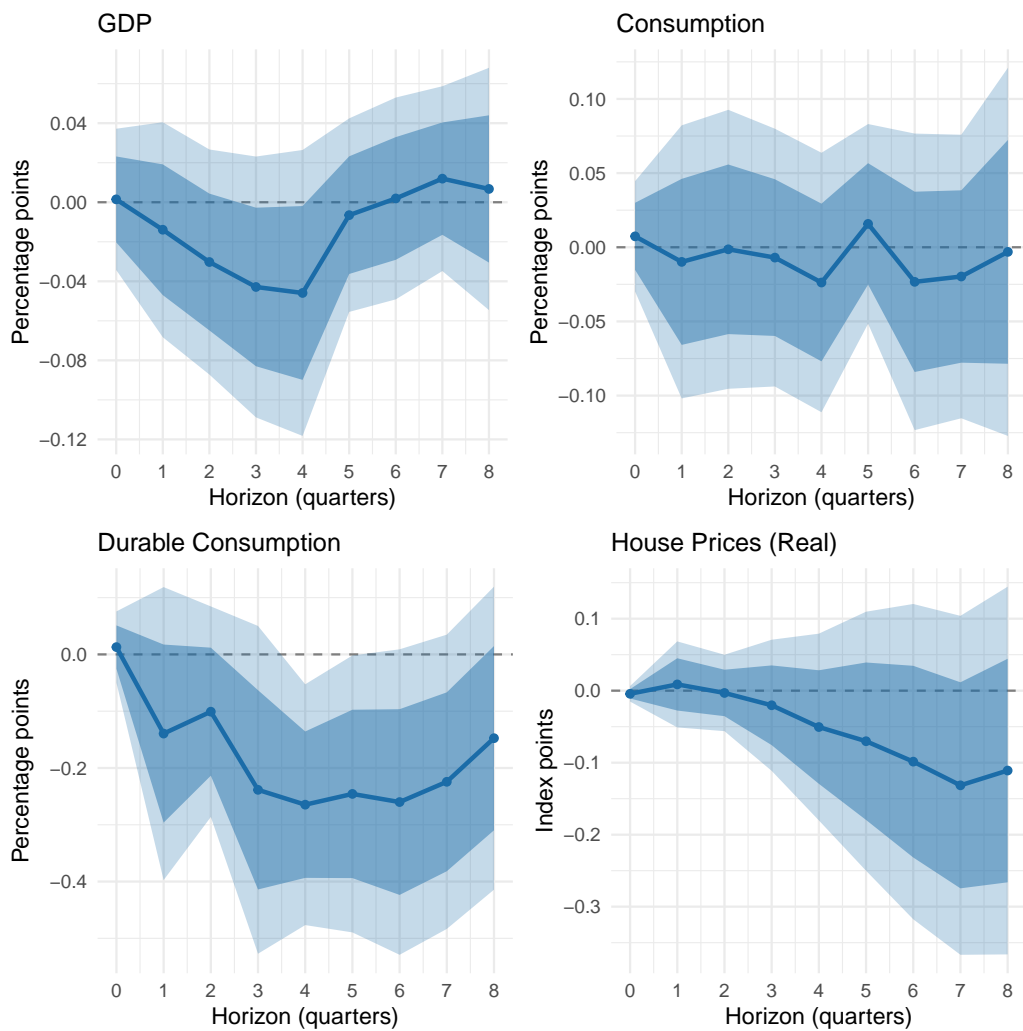 GDP
Percentage points
0.04
0.00
−0.04
−0.08
−0.12
0 1 2 3 4 5 6 7 8
Horizon (quarters)
Consumption
Percentage points
0.10
0.05
0.00
−0.05
−0.10
0 1 2 3 4 5 6 7 8
Horizon (quarters)
Durable Consumption
Percentage points
0.0
−0.2
−0.4
0 1 2 3 4 5 6 7 8
Horizon (quarters)
House Prices (Real)
Index points
0.1
0.0
−0.1
−0.2
−0.3
0 1 2 3 4 5 6 7 8
Horizon (quarters)